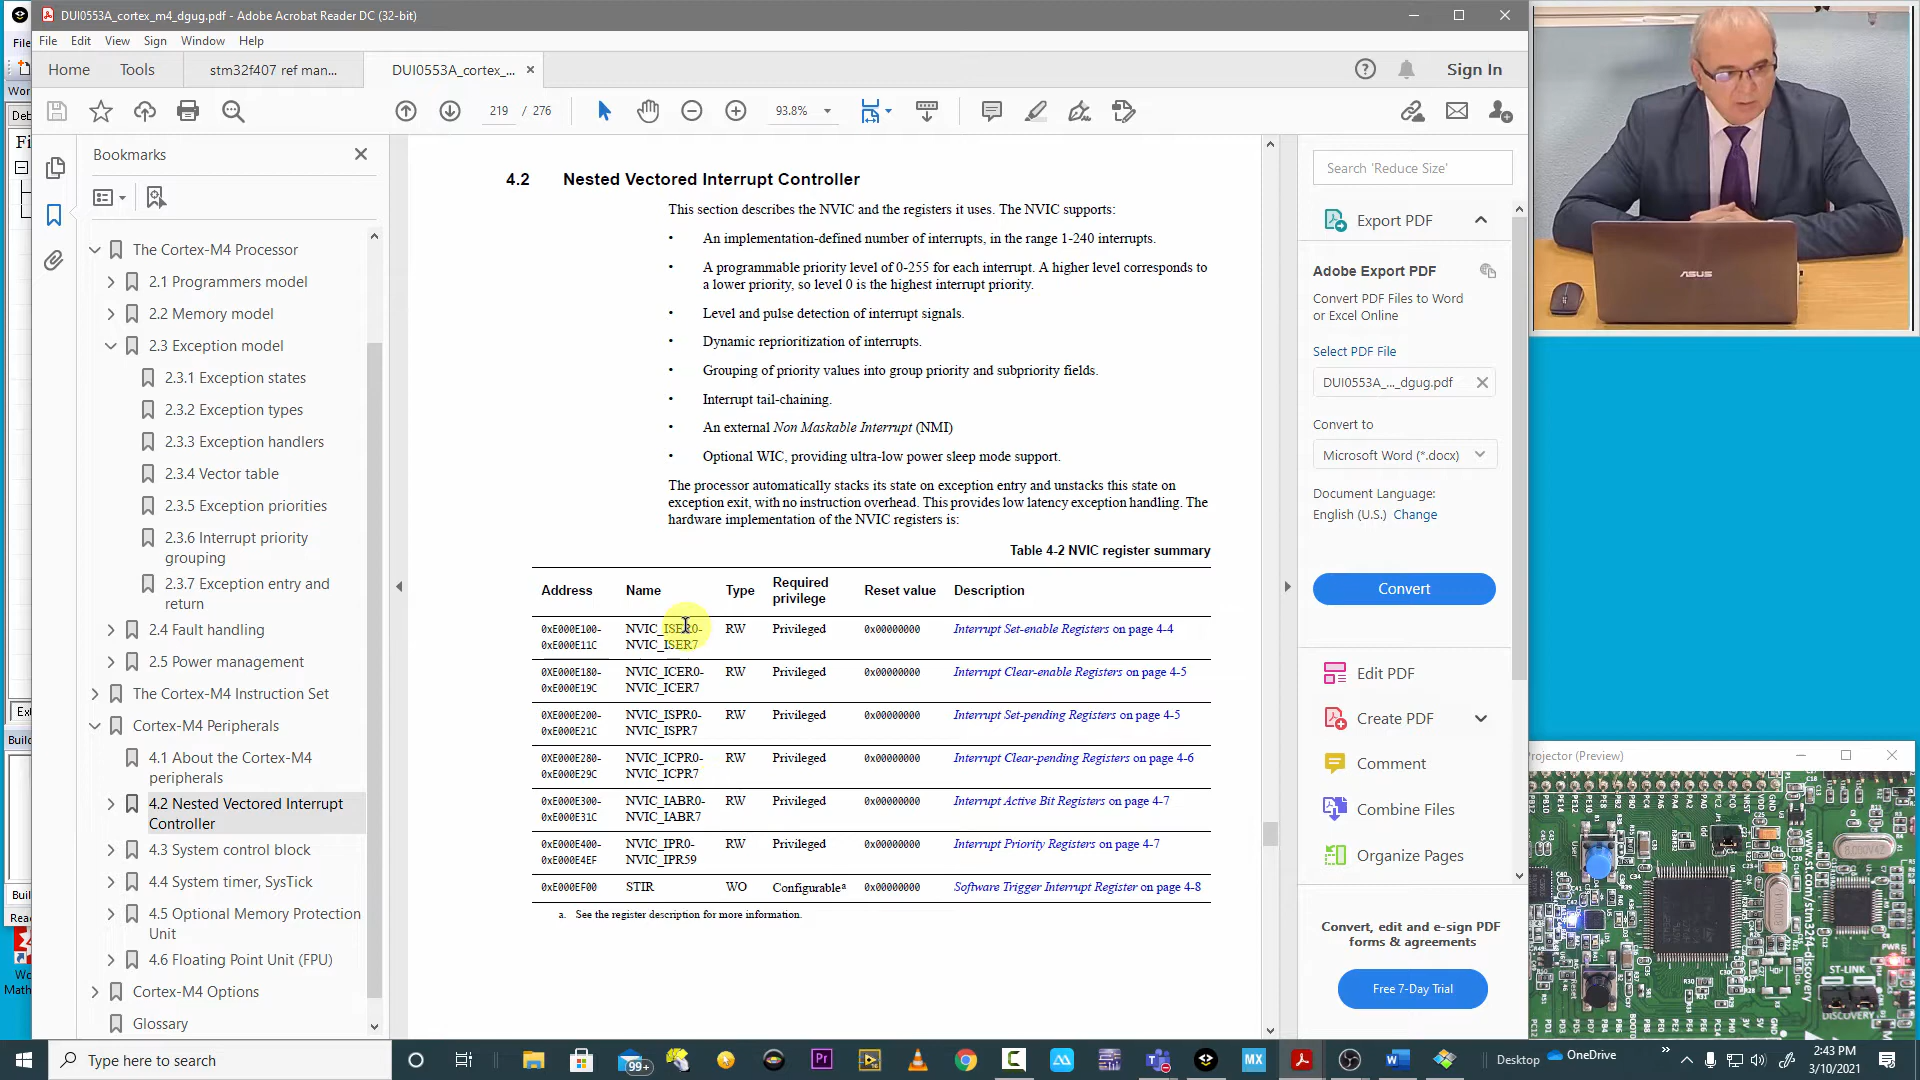 DUI0553A_cortex_m4_dgug.pdf - Adobe Acrobat Reader DC (32-bit)
File Edit View Sign Window Help
Home Tools stm32f407 ref man... DUI0553A_cortex_...
Sign In
219 / 276
93.8%
Bookmarks
The Cortex-M4 Processor
2.1 Programmers model
2.2 Memory model
2.3 Exception model
2.3.1 Exception states
2.3.2 Exception types
2.3.3 Exception handlers
2.3.4 Vector table
2.3.5 Exception priorities
2.3.6 Interrupt priority
grouping
2.3.7 Exception entry and
return
2.4 Fault handling
2.5 Power management
The Cortex-M4 Instruction Set
Cortex-M4 Peripherals
4.1 About the Cortex-M4
peripherals
4.2 Nested Vectored Interrupt
Controller
4.3 System control block
4.4 System timer, SysTick
4.5 Optional Memory Protection
Unit
4.6 Floating Point Unit (FPU)
Cortex-M4 Options
Glossary
4.2 Nested Vectored Interrupt Controller
This section describes the NVIC and the registers it uses. The NVIC supports:
• An implementation-defined number of interrupts, in the range 1-240 interrupts.
• A programmable priority level of 0-255 for each interrupt. A higher level corresponds to
a lower priority, so level 0 is the highest interrupt priority.
• Level and pulse detection of interrupt signals.
• Dynamic reprioritization of interrupts.
• Grouping of priority values into group priority and subpriority fields.
• Interrupt tail-chaining.
• An external Non Maskable Interrupt (NMI)
• Optional WIC, providing ultra-low power sleep mode support.
The processor automatically stacks its state on exception entry and unstacks this state on
exception exit, with no instruction overhead. This provides low latency exception handling. The
hardware implementation of the NVIC registers is:
Table 4-2 NVIC register summary
Address Name Type Required privilege Reset value Description
0xE000E100- NVIC_ISER0- RW Privileged 0x00000000 Interrupt Set-enable Registers on page 4-4
0xE000E11C NVIC_ISER7
0xE000E180- NVIC_ICER0- RW Privileged 0x00000000 Interrupt Clear-enable Registers on page 4-5
0xE000E19C NVIC_ICER7
0XE000E200- NVIC_ISPR0- RW Privileged 0x00000000 Interrupt Set-pending Registers on page 4-5
0xE000E21C NVIC_ISPR7
0xE000E280- NVIC_ICPR0- RW Privileged 0x00000000 Interrupt Clear-pending Registers on page 4-6
0xE000E29C NVIC_ICPR7
0xE000E300- NVIC_IABR0- RW Privileged 0x00000000 Interrupt Active Bit Registers on page 4-7
0xE000E31C NVIC_IABR7
0xE000E400- NVIC_IPR0- RW Privileged 0x00000000 Interrupt Priority Registers on page 4-7
0xE000E4EF NVIC_IPR59
0xE000EF00 STIR WO Configurablea 0x00000000 Software Trigger Interrupt Register on page 4-8
a. See the register description for more information.
Search 'Reduce Size'
Export PDF
Adobe Export PDF
Convert PDF Files to Word
or Excel Online
Select PDF File
DUI0553A_..._dgug.pdf
Convert to
Microsoft Word (*.docx)
Document Language:
English (U.S.) Change
Convert
Edit PDF
Create PDF
Comment
Combine Files
Organize Pages
Convert, edit and e-sign PDF
forms & agreements
Free 7-Day Trial
ASUS
Projector (Preview)
www.st.com/stm32f4-discovery
PWR
ST-LINK
DISCOVERY
Type here to search
99+
Pr
MX
Desktop
OneDrive
2:43 PM
3/10/2021